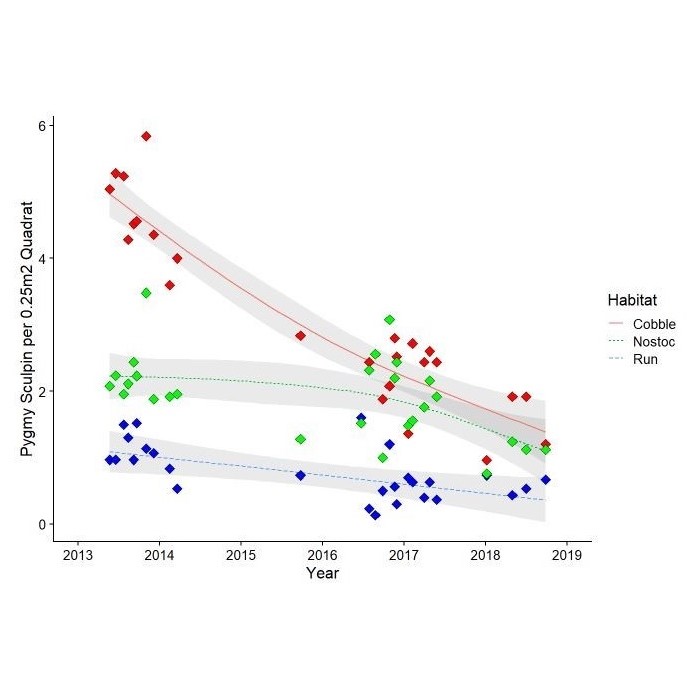 6
4
2
0
Pygmy Sculpin per 0.25m2 Quadrat
2013 2014 2015 2016 2017 2018 2019
Year
Habitat
Cobble
Nostoc
Run